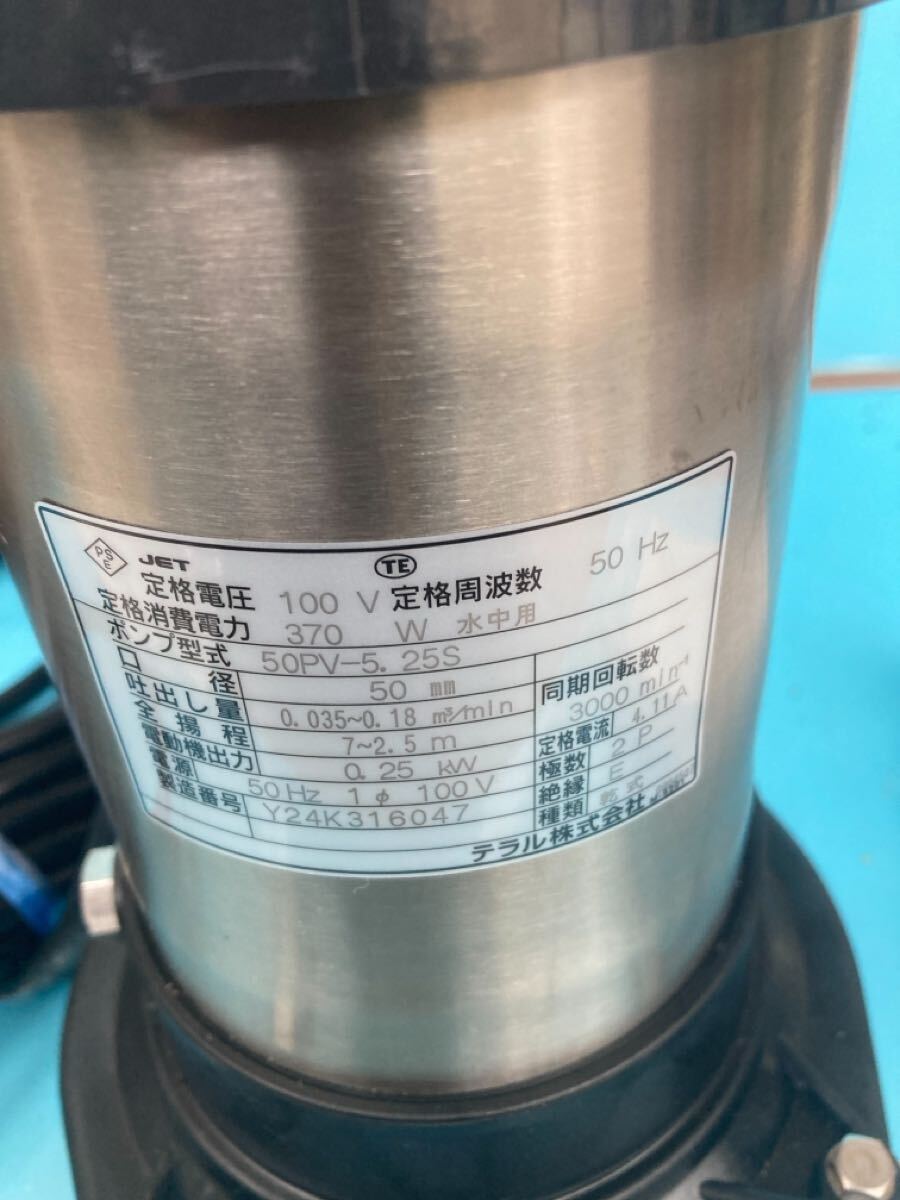 PSE JET TE
定格電圧 100 V 定格周波数 50 Hz
定格消費電力 370 W 水中用
ポンプ型式 50PV-5.25S
口径 50 mm 同期回転数
吐出し量 0.035~0.18 m³/min 3000 min⁻¹
全揚程 7~2.5 m 定格電流 4.11A
電動機出力 0.25 kW 極数 2 P
電源 50 Hz 1φ 100 V 絶縁 E
製造番号 Y24K316047 種類 乾式
テラル株式会社